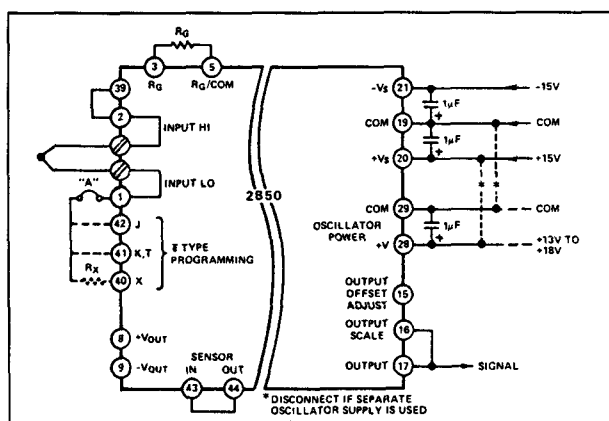 RG
3
5
RG
RG/COM
39
2
INPUT HI
INPUT LO
"A"
1
42 J
41 K,T
TYPE PROGRAMMING
RX
40 X
8 +VOUT
9 -VOUT
SENSOR
IN OUT
43 44
2B50
-VS 21
-15V
1µF
COM 19
COM
1µF
+VS 20
+15V
COM 29
COM
OSCILLATOR POWER
1µF
+V 28
+13V TO +18V
OUTPUT OFFSET ADJUST 15
OUTPUT SCALE 16
OUTPUT 17
SIGNAL
* DISCONNECT IF SEPARATE
OSCILLATOR SUPPLY IS USED